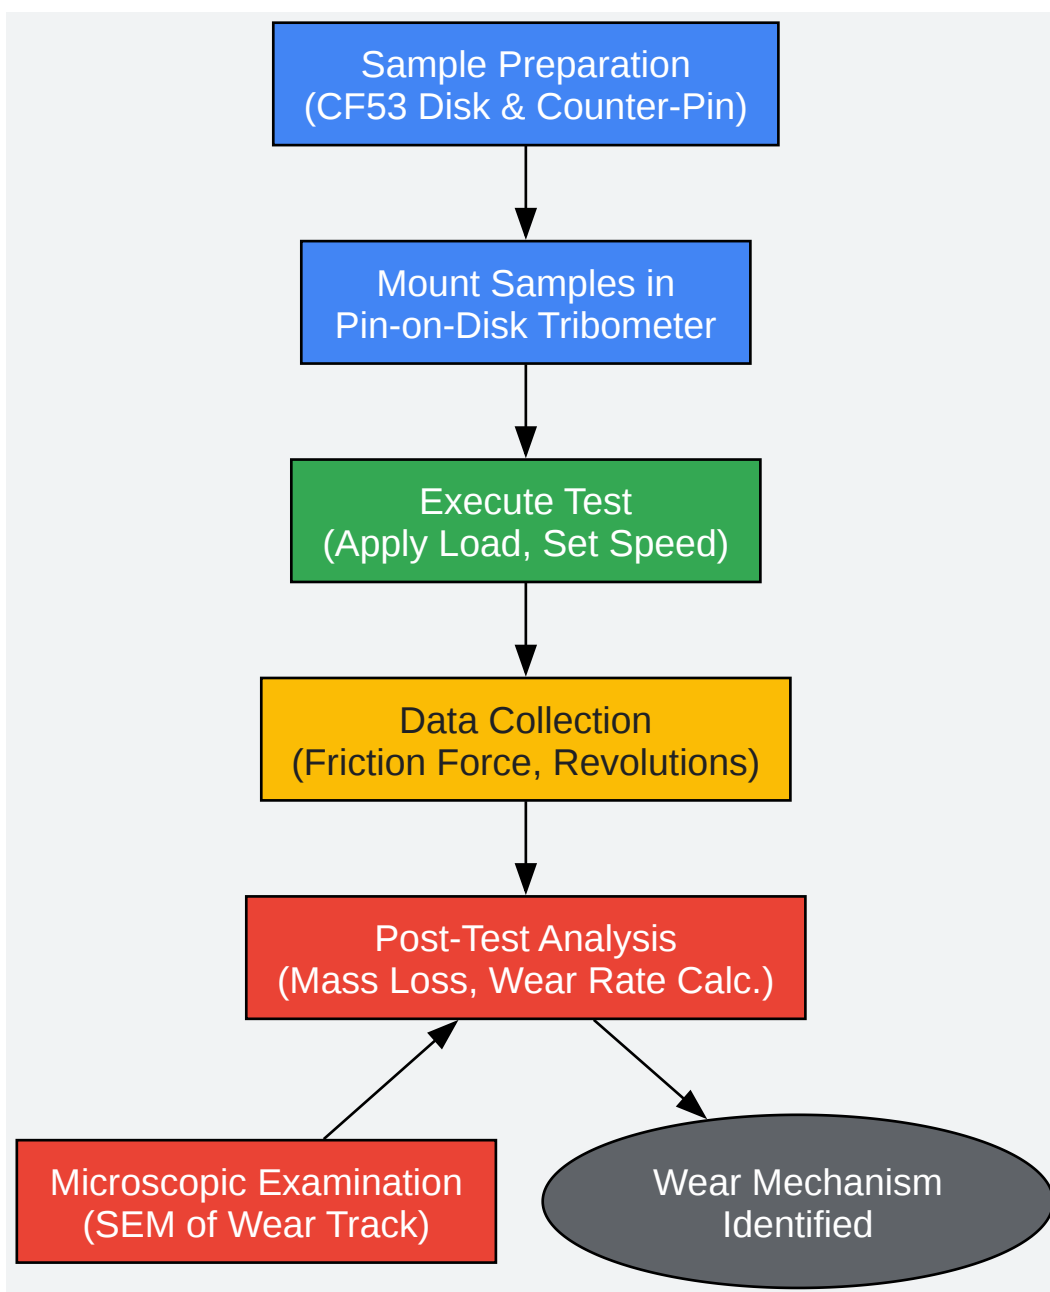 Sample Preparation
(CF53 Disk & Counter-Pin)
Mount Samples in
Pin-on-Disk Tribometer
Execute Test
(Apply Load, Set Speed)
Data Collection
(Friction Force, Revolutions)
Post-Test Analysis
(Mass Loss, Wear Rate Calc.)
Microscopic Examination
(SEM of Wear Track)
Wear Mechanism
Identified